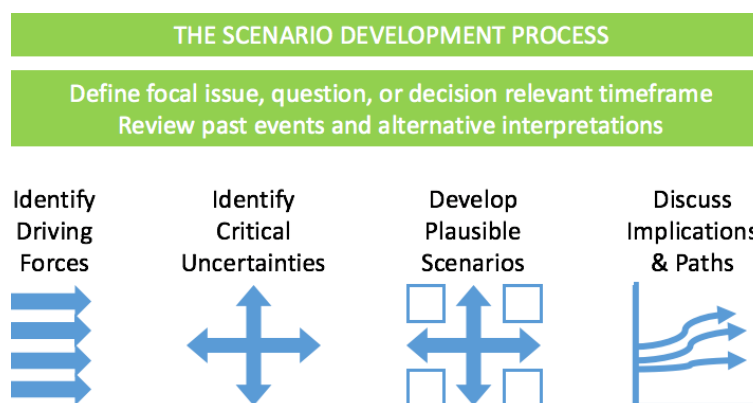 THE SCENARIO DEVELOPMENT PROCESS
Define focal issue, question, or decision relevant timeframe
Review past events and alternative interpretations
Identify
Driving
Forces
Identify
Critical
Uncertainties
Develop
Plausible
Scenarios
Discuss
Implications
& Paths